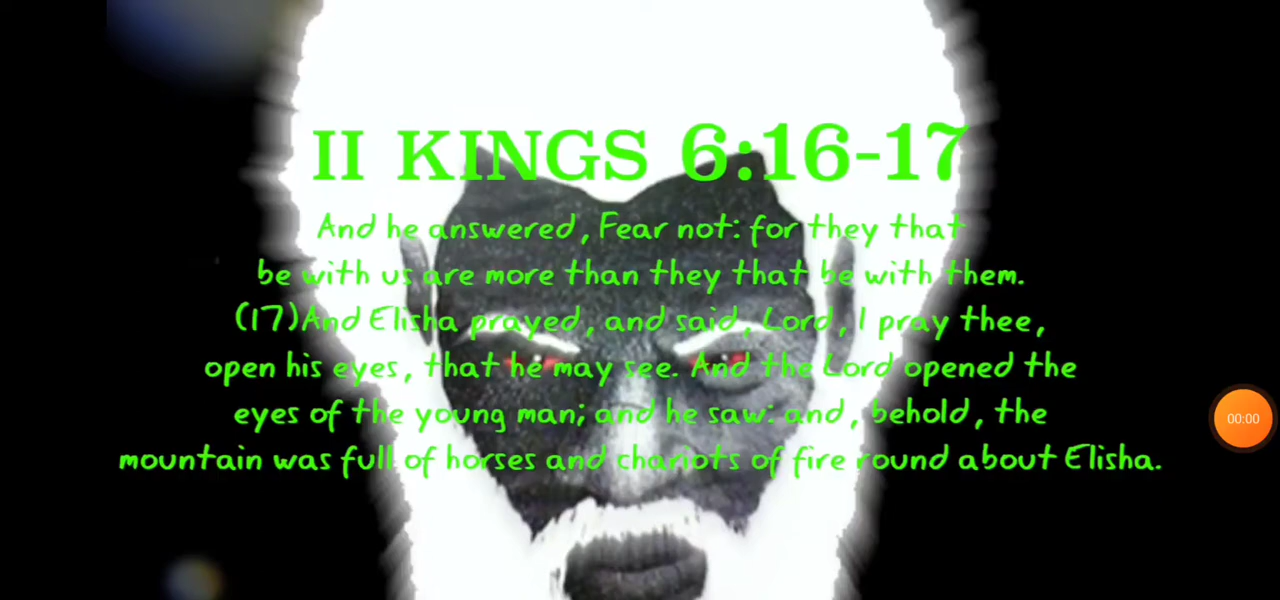 II KINGS 6:16-17
And he answered, Fear not: for they that
be with us are more than they that be with them.
(17)And Elisha prayed, and said, Lord, I pray thee,
open his eyes, that he may see. And the Lord opened the
eyes of the young man; and he saw: and, behold, the
mountain was full of horses and chariots of fire round about Elisha.
00:00